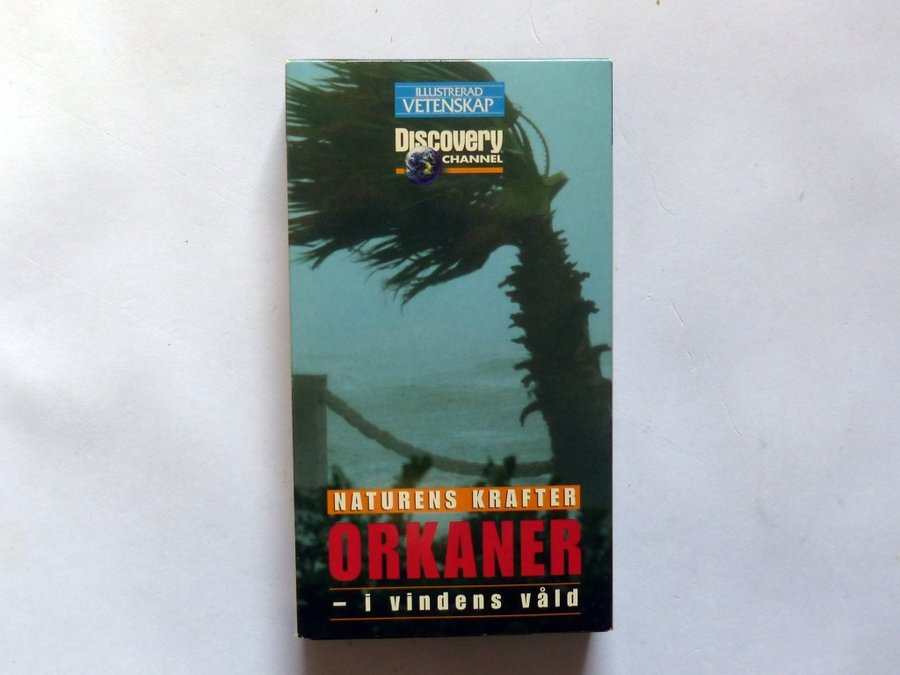 ILLUSTRERAD
VETENSKAP
Discovery
CHANNEL
NATURENS KRAFTER
ORKANER
– i vindens våld